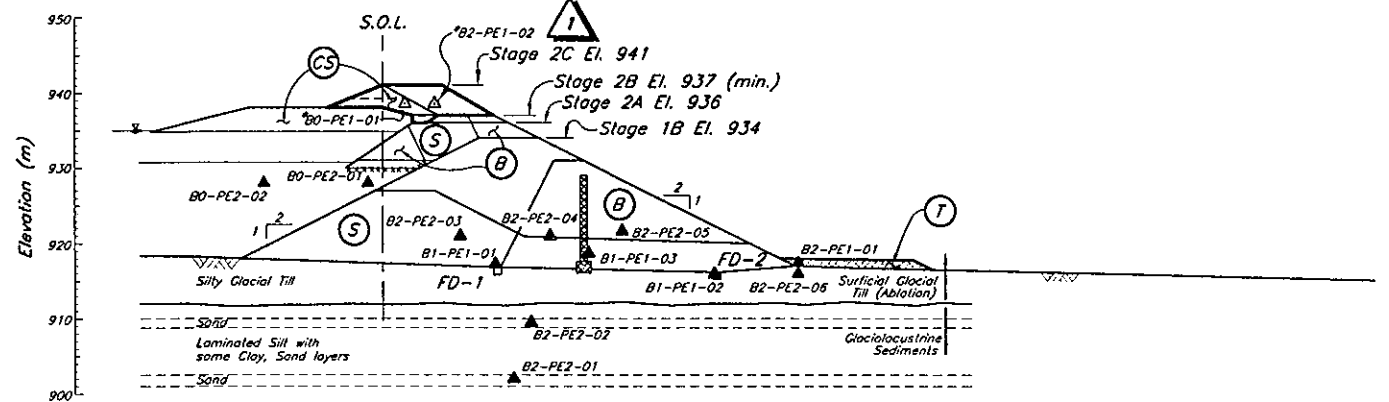 950
S.O.L.
1
*B2-PE1-02
Stage 2C El. 941
CS
940
Stage 2B El. 937 (min.)
Stage 2A El. 936
*B0-PE1-01
Stage 1B El. 934
S
B
Elevation (m)
930
B0-PE2-01
B0-PE2-02
2
1
B
T
2
1
S
B2-PE2-03
B2-PE2-04
B2-PE2-05
920
B1-PE1-01
B1-PE1-03
FD-2
B2-PE1-01
Silty Glacial Till
FD-1
B1-PE1-02
B2-PE2-06
Surficial Glacial
Till (Ablation)
910
Sand
B2-PE2-02
Laminated Silt with
some Clay, Sand layers
Glaciolacustrine
Sediments
B2-PE2-01
Sand
900